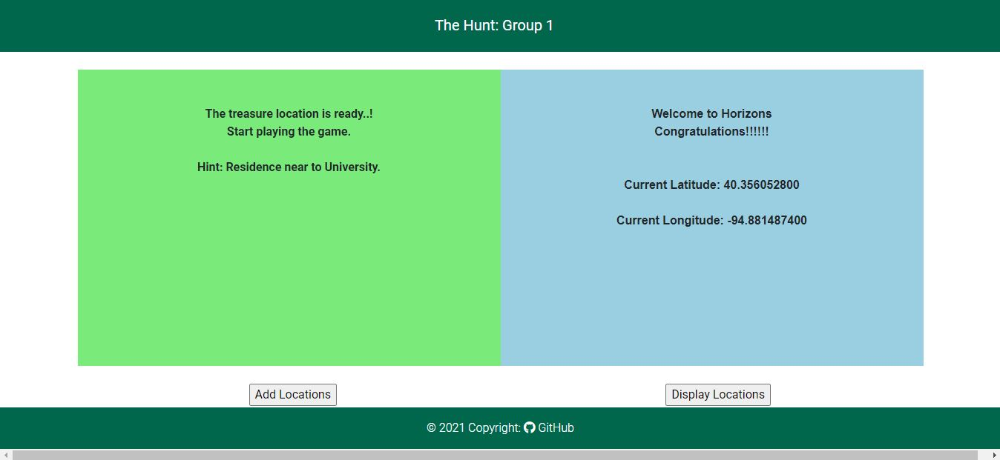 The Hunt: Group 1
The treasure location is ready..!
Start playing the game.
Hint: Residence near to University.
Welcome to Horizons
Congratulations!!!!!!
Current Latitude: 40.356052800
Current Longitude: -94.881487400
Add Locations
Display Locations
© 2021 Copyright: GitHub